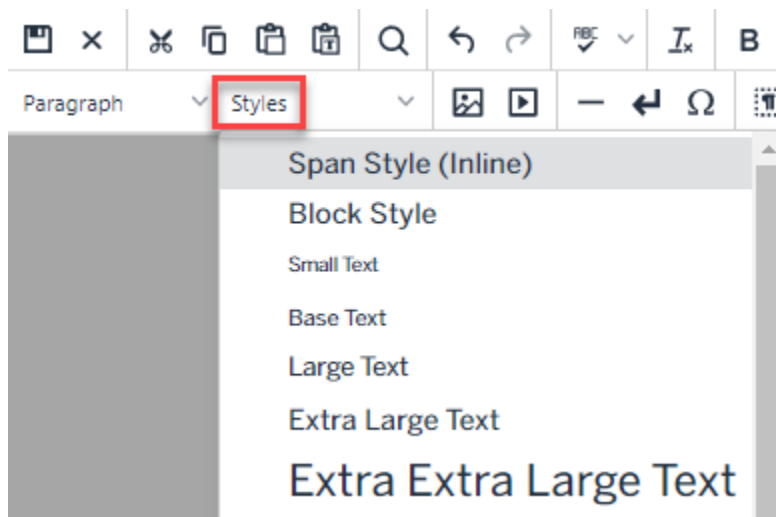 ABC
B
Paragraph
Styles
Span Style (Inline)
Block Style
Small Text
Base Text
Large Text
Extra Large Text
Extra Extra Large Text